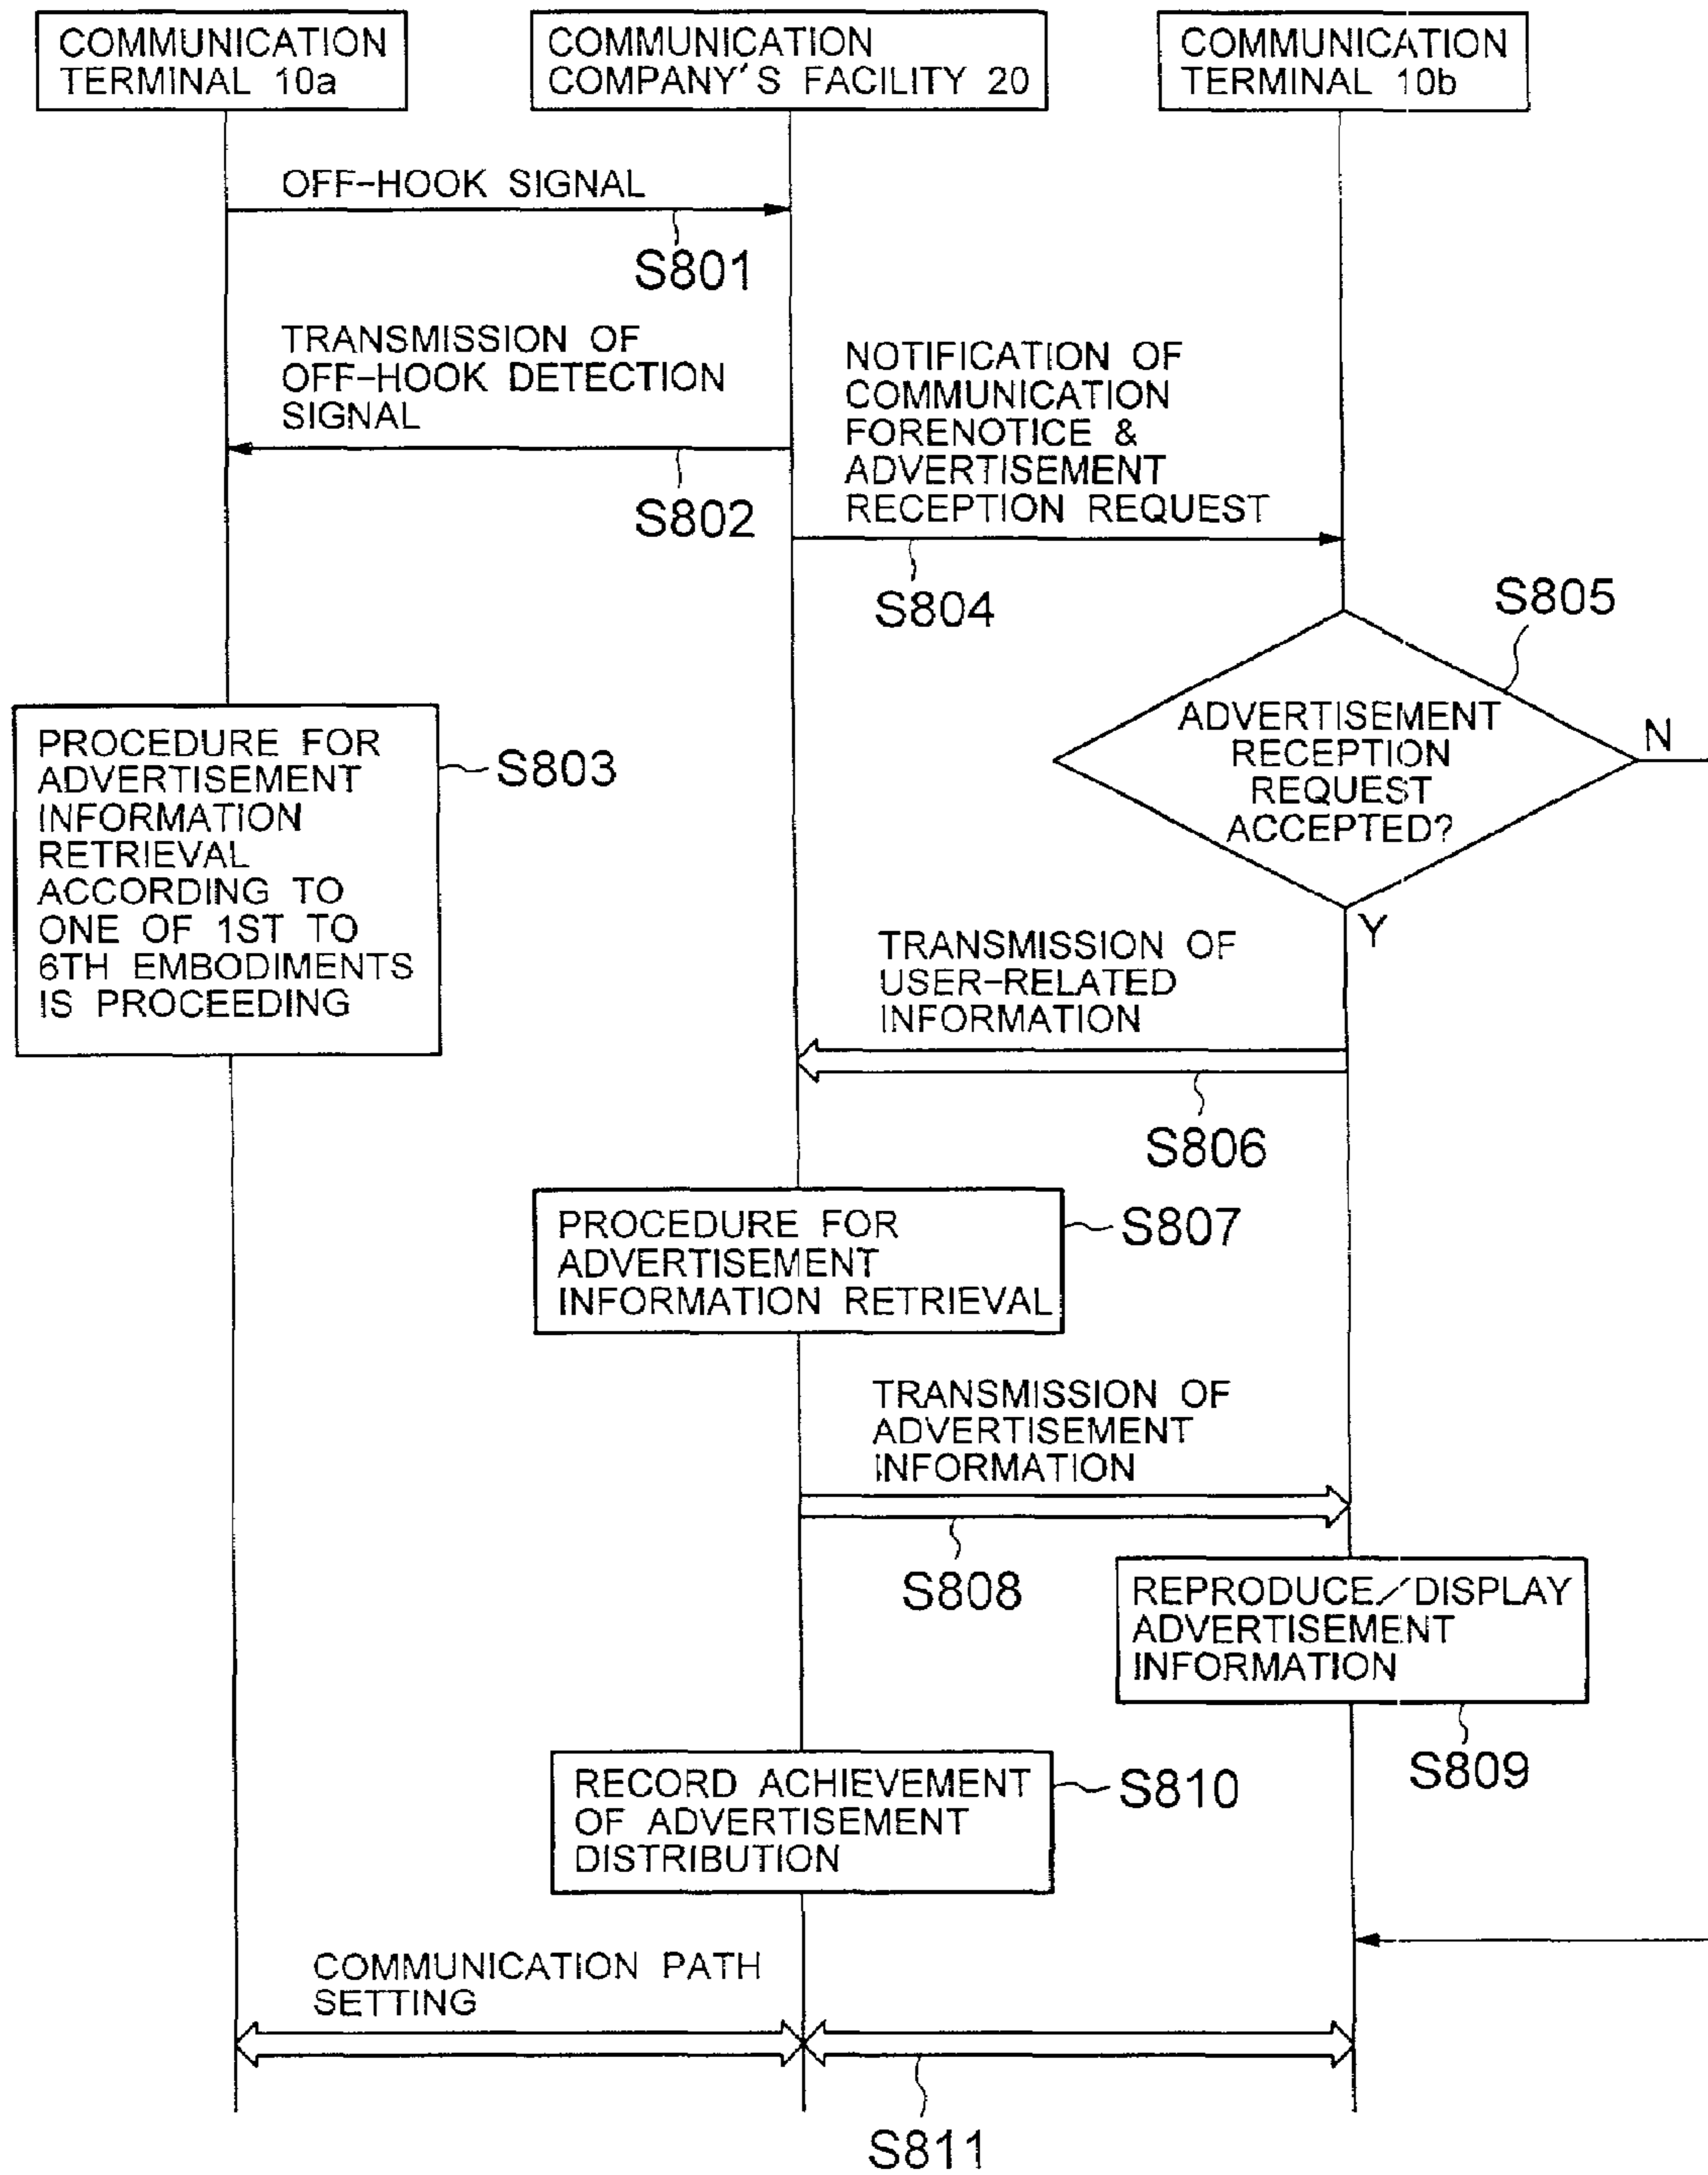 COMMUNICATION
TERMINAL 10a
COMMUNICATION
COMPANY'S FACILITY 20
COMMUNICATION
TERMINAL 10b
OFF-HOOK SIGNAL
S801
TRANSMISSION OF
OFF-HOOK DETECTION
SIGNAL
S802
NOTIFICATION OF
COMMUNICATION
FORENOTICE &
ADVERTISEMENT
RECEPTION REQUEST
S804
S805
ADVERTISEMENT
RECEPTION
REQUEST
ACCEPTED?
N
Y
PROCEDURE FOR
ADVERTISEMENT
INFORMATION
RETRIEVAL
ACCORDING TO
ONE OF 1ST TO
6TH EMBODIMENTS
IS PROCEEDING
S803
TRANSMISSION OF
USER-RELATED
INFORMATION
S806
PROCEDURE FOR
ADVERTISEMENT
INFORMATION RETRIEVAL
S807
TRANSMISSION OF
ADVERTISEMENT
INFORMATION
S808
REPRODUCE/DISPLAY
ADVERTISEMENT
INFORMATION
S809
RECORD ACHIEVEMENT
OF ADVERTISEMENT
DISTRIBUTION
S810
COMMUNICATION PATH
SETTING
S811